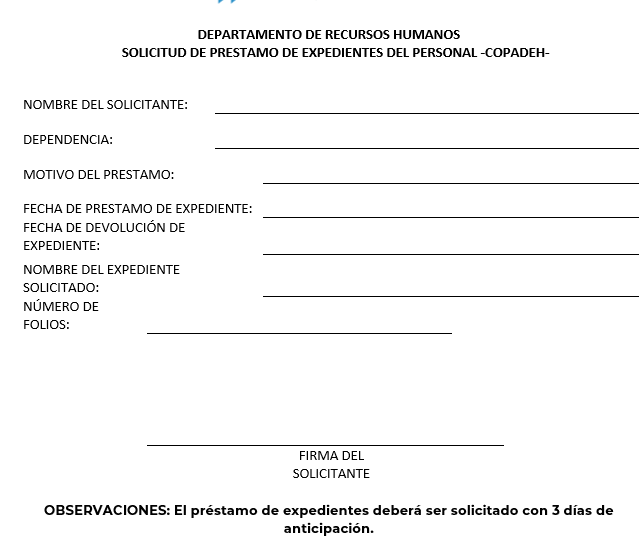 DEPARTAMENTO DE RECURSOS HUMANOS
SOLICITUD DE PRESTAMO DE EXPEDIENTES DEL PERSONAL -COPADEH-
NOMBRE DEL SOLICITANTE:
DEPENDENCIA:
MOTIVO DEL PRESTAMO:
FECHA DE PRESTAMO DE EXPEDIENTE:
FECHA DE DEVOLUCIÓN DE
EXPEDIENTE:
NOMBRE DEL EXPEDIENTE
SOLICITADO:
NÚMERO DE
FOLIOS:
FIRMA DEL
SOLICITANTE
OBSERVACIONES: El préstamo de expedientes deberá ser solicitado con 3 días de
anticipación.